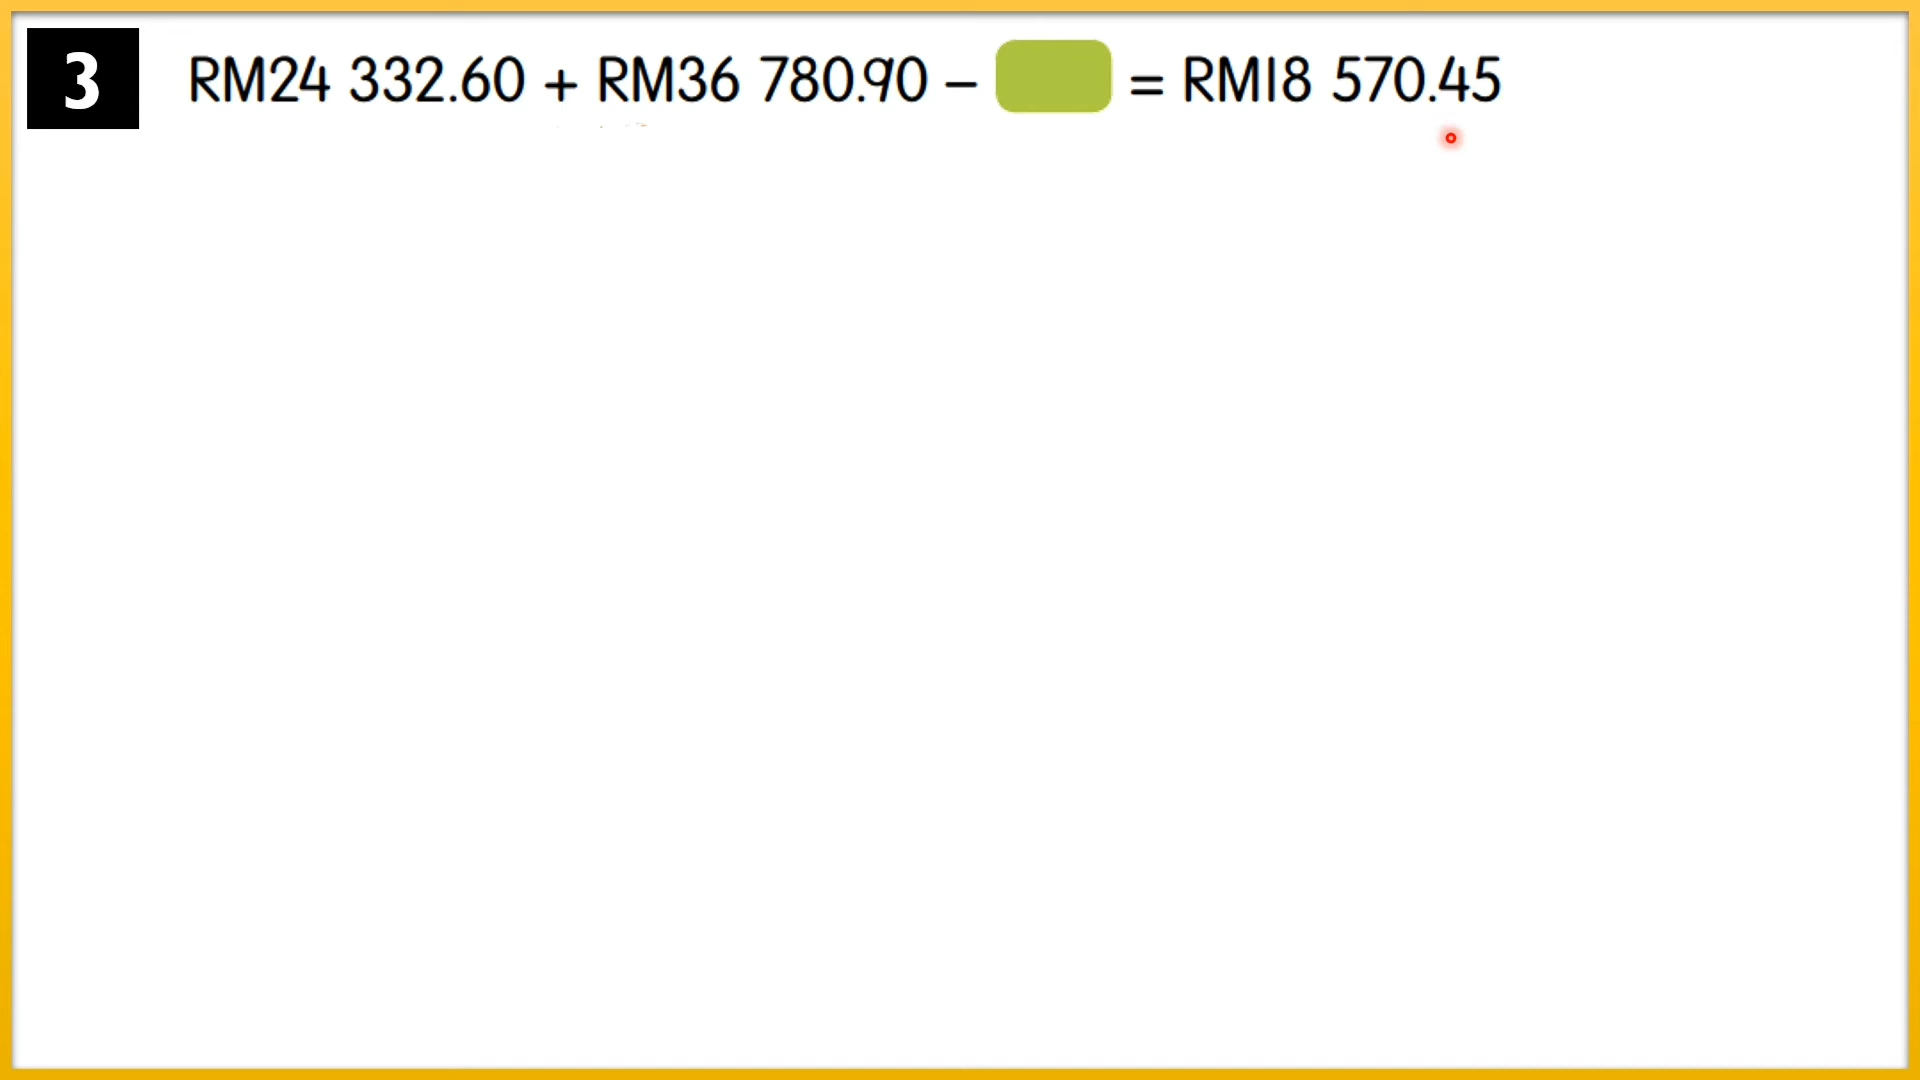 3 RM24 332.60 + RM36 780.90 – = RM18 570.45